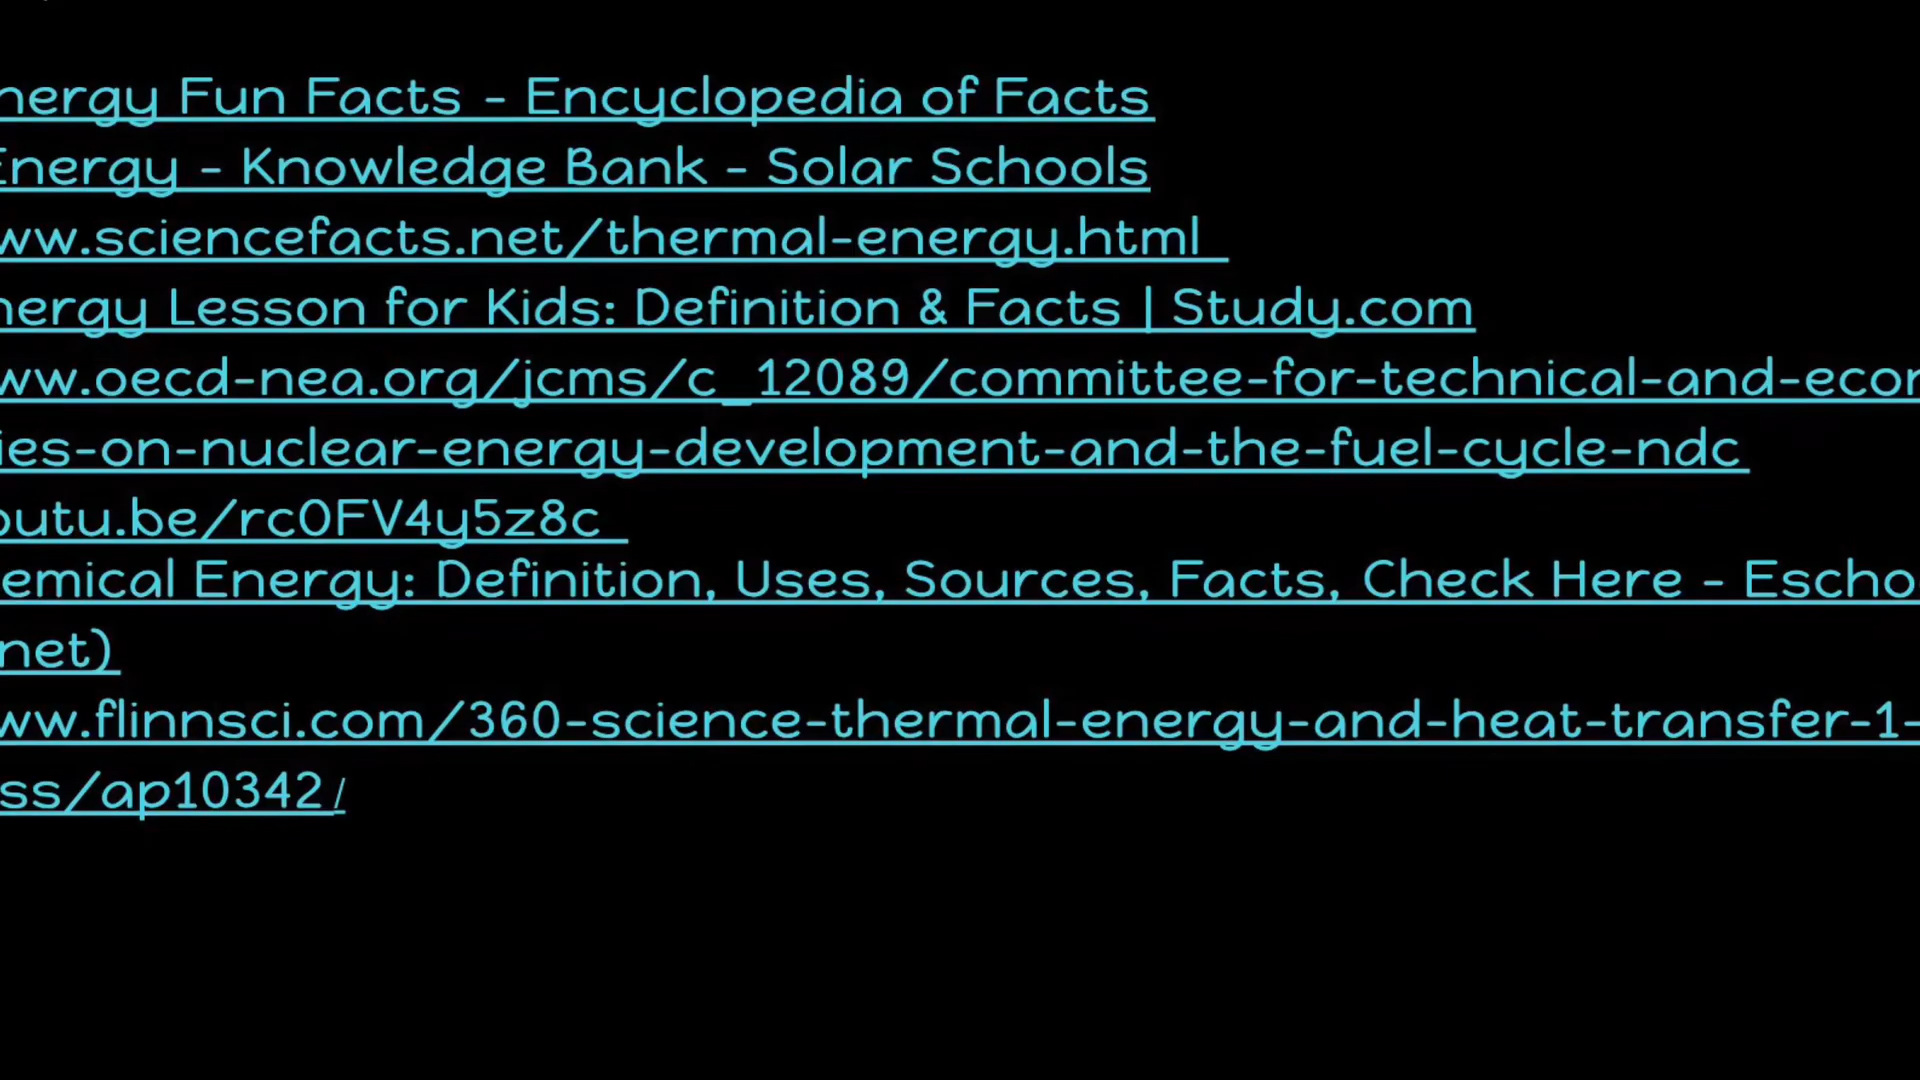 nergy Fun Facts - Encyclopedia of Facts
Energy - Knowledge Bank - Solar Schools
ww.sciencefacts.net/thermal-energy.html
nergy Lesson for Kids: Definition & Facts | Study.com
ww.oecd-nea.org/jcms/c_12089/committee-for-technical-and-econ
ies-on-nuclear-energy-development-and-the-fuel-cycle-ndc
outu.be/rc0FV4y5z8c
emical Energy: Definition, Uses, Sources, Facts, Check Here - Escho
net)
ww.flinnsci.com/360-science-thermal-energy-and-heat-transfer-1-
ss/ap10342/